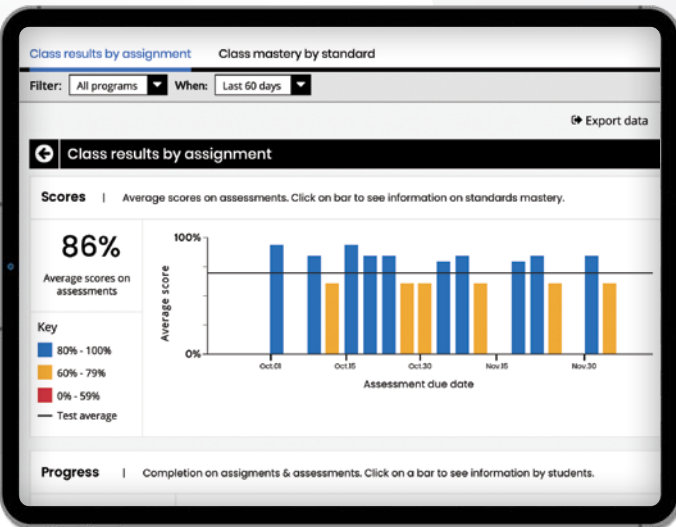 Class results by assignment Class mastery by standard
Filter: All programs When: Last 60 days
Export data
Class results by assignment
Scores | Average scores on assessments. Click on bar to see information on standards mastery.
86%
Average scores on
assessments
Key
80% - 100%
60% - 79%
0% - 59%
Test average
100%
Average score
0%
Oct.01 Oct.15 Oct.30 Nov.15 Nov.30
Assessment due date
Progress | Completion on assigments & assessments. Click on a bar to see information by students.